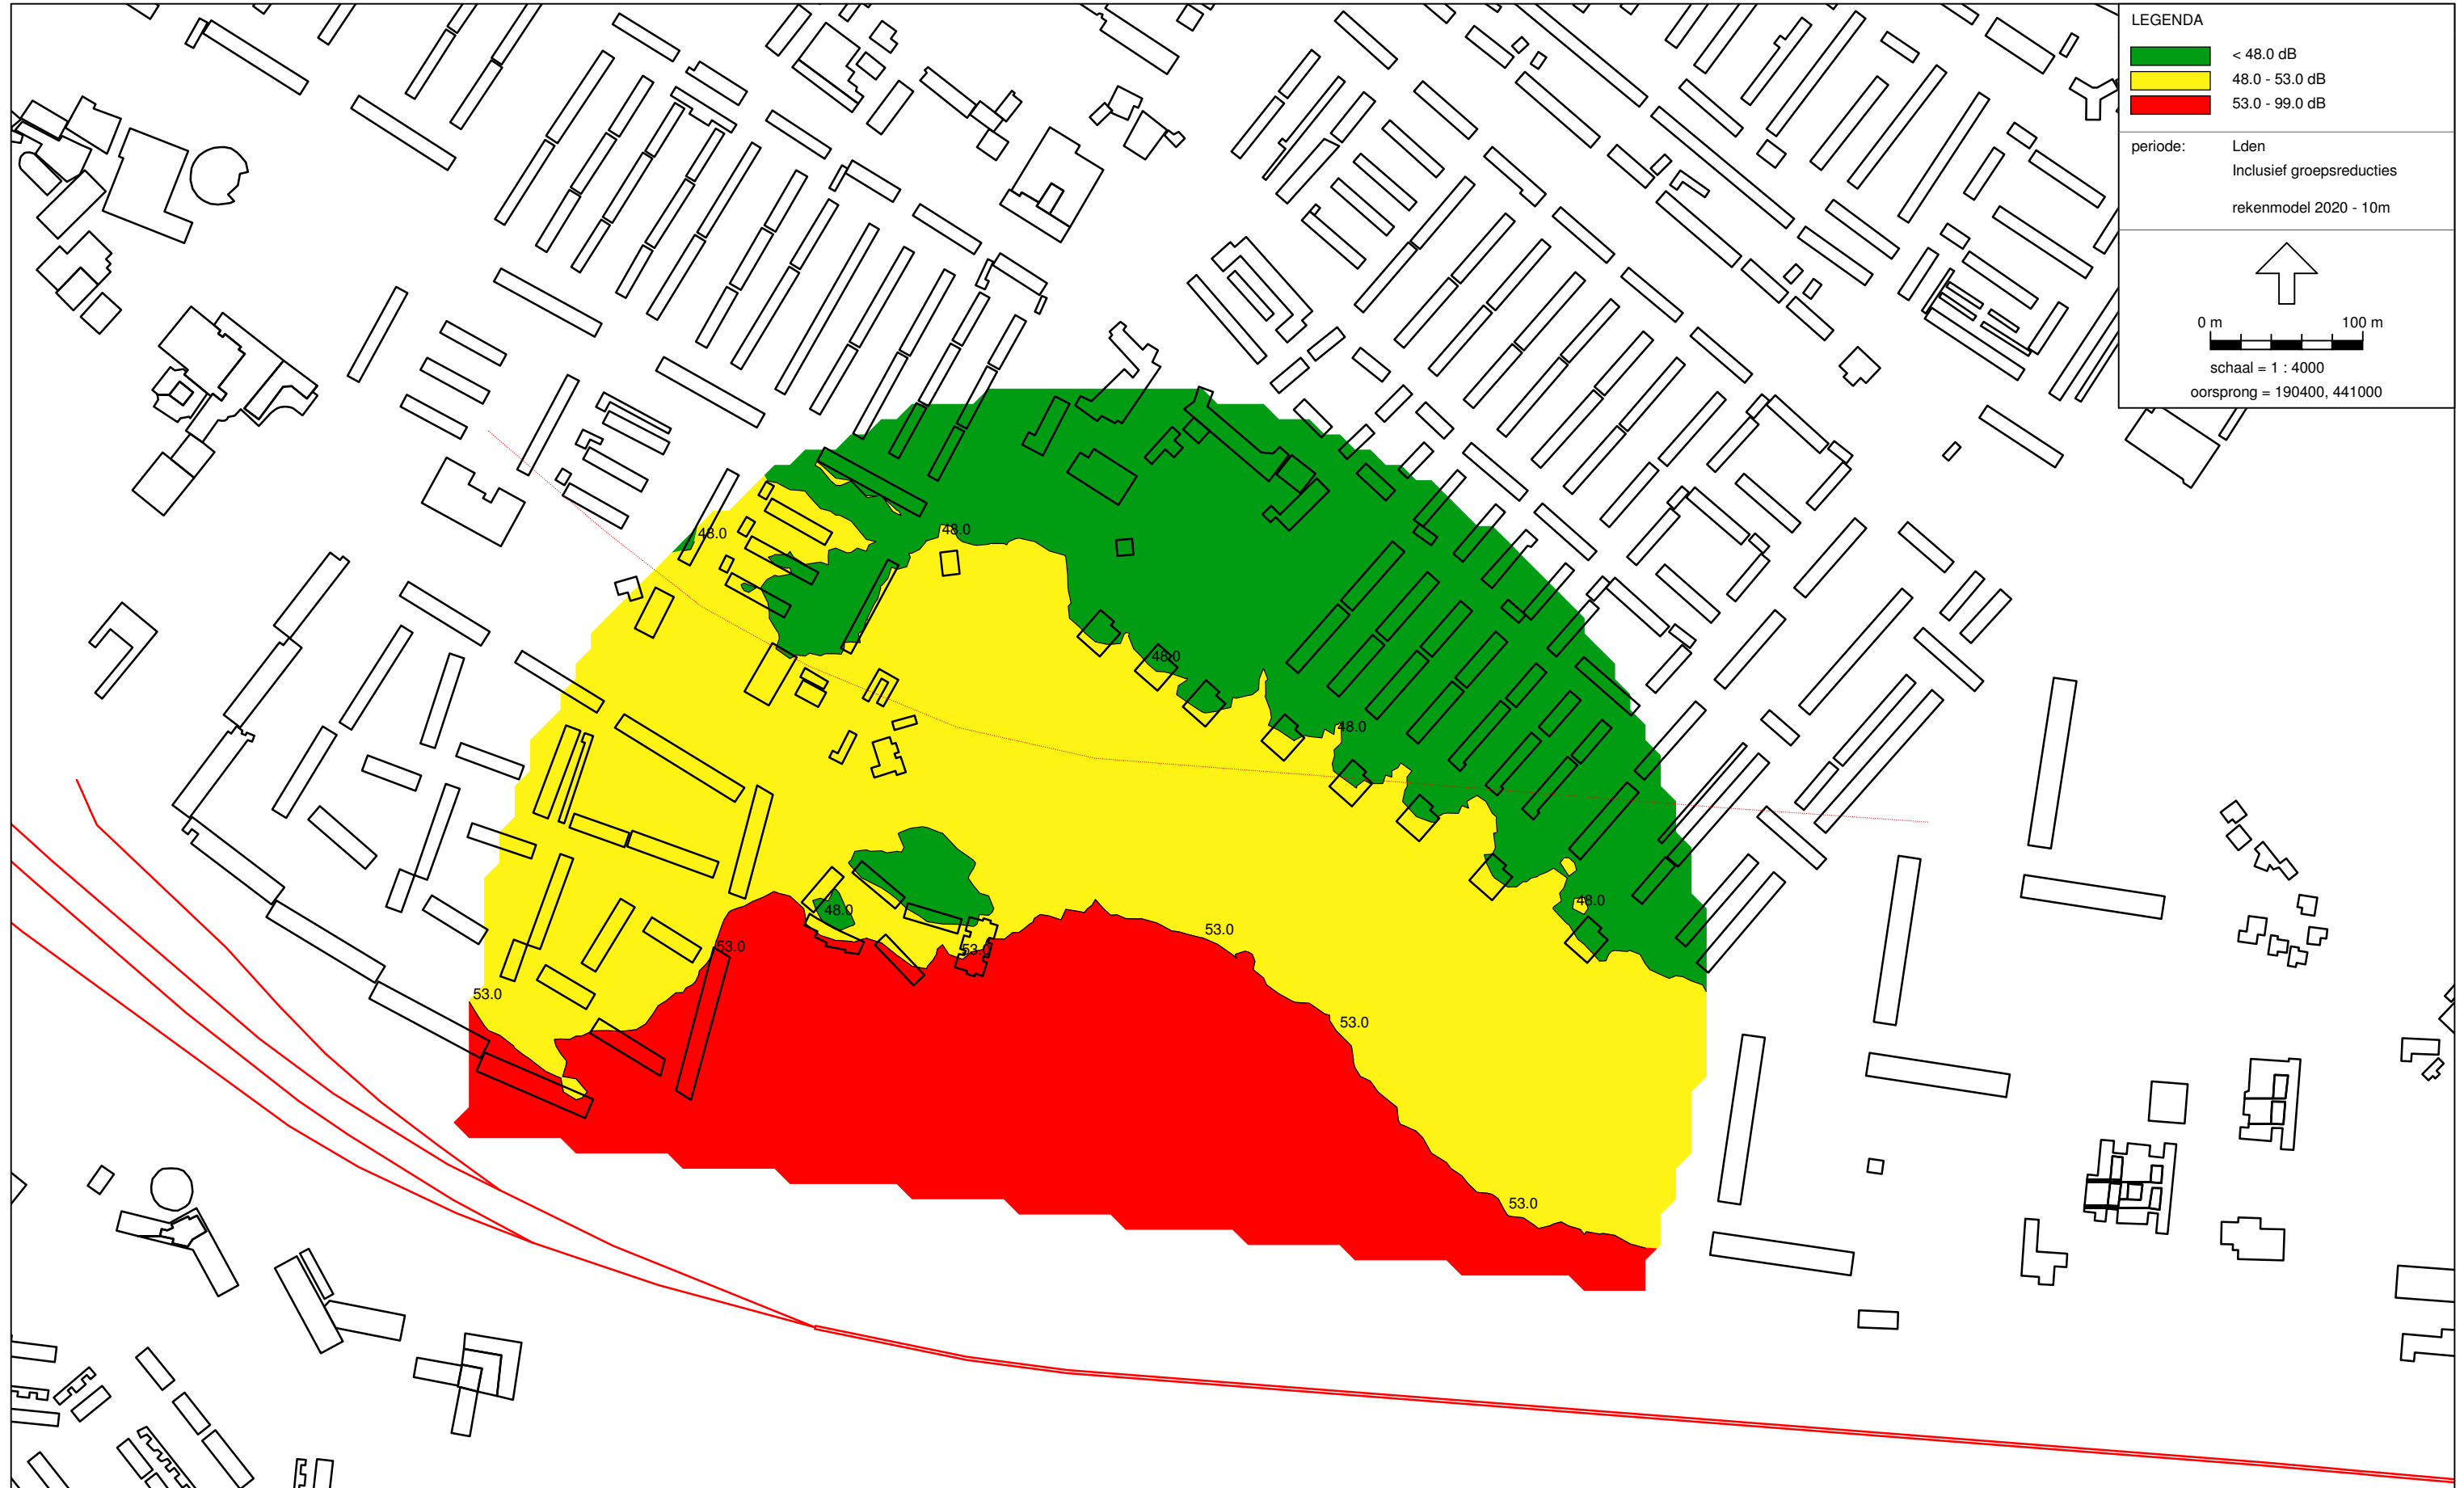 LEGENDA
< 48.0 dB
48.0 - 53.0 dB
53.0 - 99.0 dB
periode: Lden
Inclusief groepsreducties
rekenmodel 2020 - 10m
0 m 100 m
schaal = 1 : 4000
oorsprong = 190400, 441000
48.0
48.0
48.0
48.0
48.0
48.0
53.0
53.0
53.0
53.0
53.0
53.0